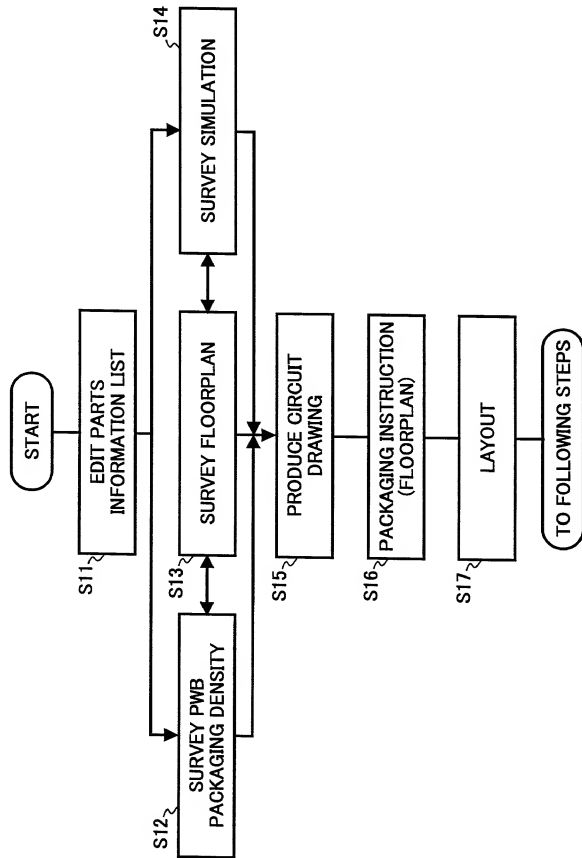 START
S11
EDIT PARTS
INFORMATION LIST
S12
SURVEY PWB
PACKAGING DENSITY
S13
SURVEY FLOORPLAN
S14
SURVEY SIMULATION
S15
PRODUCE CIRCUIT
DRAWING
S16
PACKAGING INSTRUCTION
(FLOORPLAN)
S17
LAYOUT
TO FOLLOWING STEPS